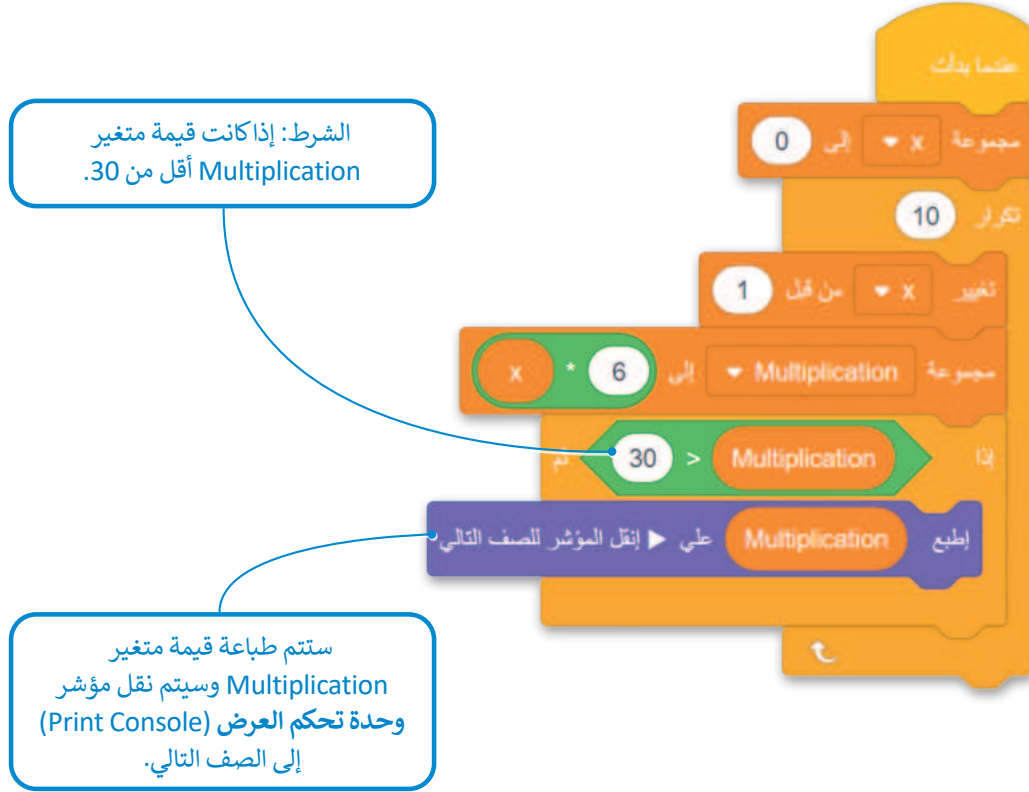 عندما بدأت
مجموعة x إلى 0
تكرار 10
تغيير x من قبل 1
مجموعة Multiplication إلى 6 * x
إذا Multiplication > 30 ثم
إطبع Multiplication علي ◀ إنقل المؤشر للصف التالي
الشرط: إذا كانت قيمة متغير
Multiplication أقل من 30.
ستتم طباعة قيمة متغير
Multiplication وسيتم نقل مؤشر
وحدة تحكم العرض (Print Console)
إلى الصف التالي.